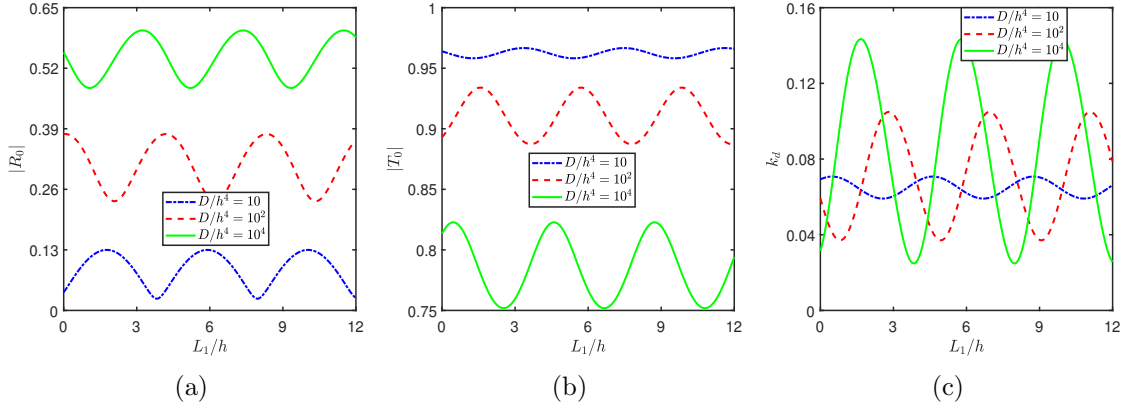 0.65
0.52
0.39
0.26
0.13
0
0 3 6 9 12
|R₀|
L₁/h
D/h⁴ = 10
D/h⁴ = 10²
D/h⁴ = 10⁴
(a)
1
0.95
0.9
0.85
0.8
0.75
0 3 6 9 12
|T₀|
L₁/h
D/h⁴ = 10
D/h⁴ = 10²
D/h⁴ = 10⁴
(b)
0.16
0.12
0.08
0.04
0
0 3 6 9 12
k_d
L₁/h
D/h⁴ = 10
D/h⁴ = 10²
D/h⁴ = 10⁴
(c)